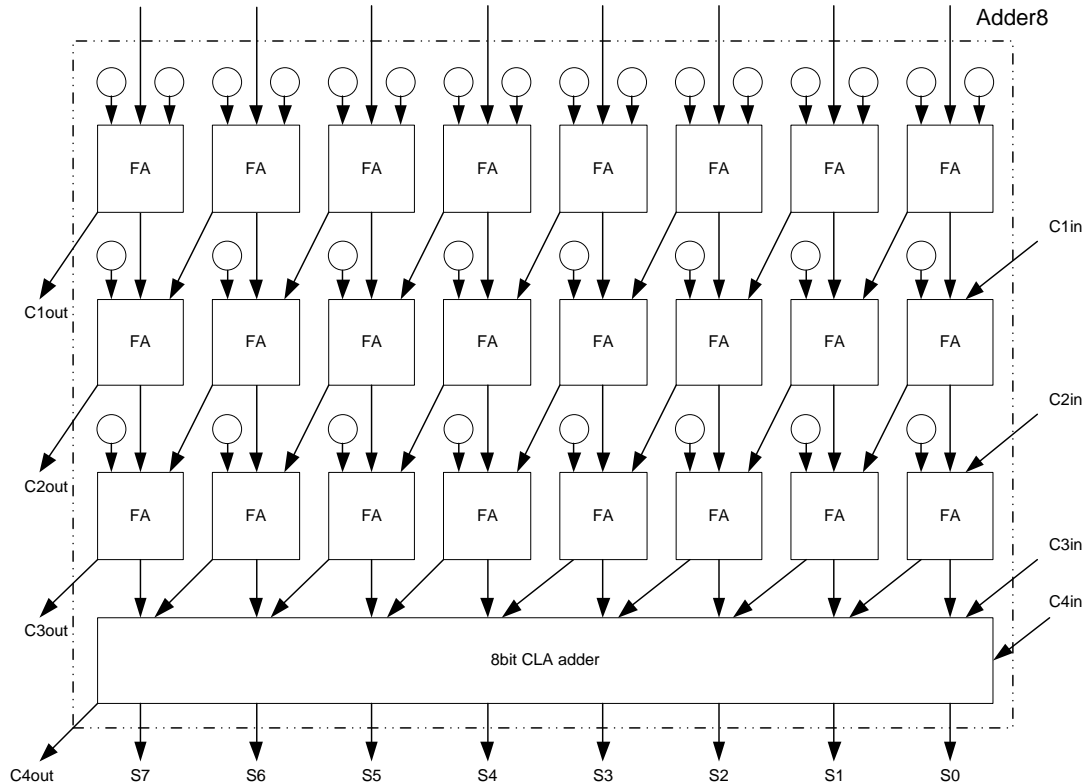 Adder8
FA FA FA FA FA FA FA FA
C1in
C1out
FA FA FA FA FA FA FA FA
C2in
C2out
FA FA FA FA FA FA FA FA
C3in
C4in
C3out
8bit CLA adder
C4out S7 S6 S5 S4 S3 S2 S1 S0